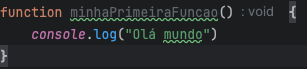 function minhaPrimeiraFuncao() : void {
    console.log("Olá mundo")
}